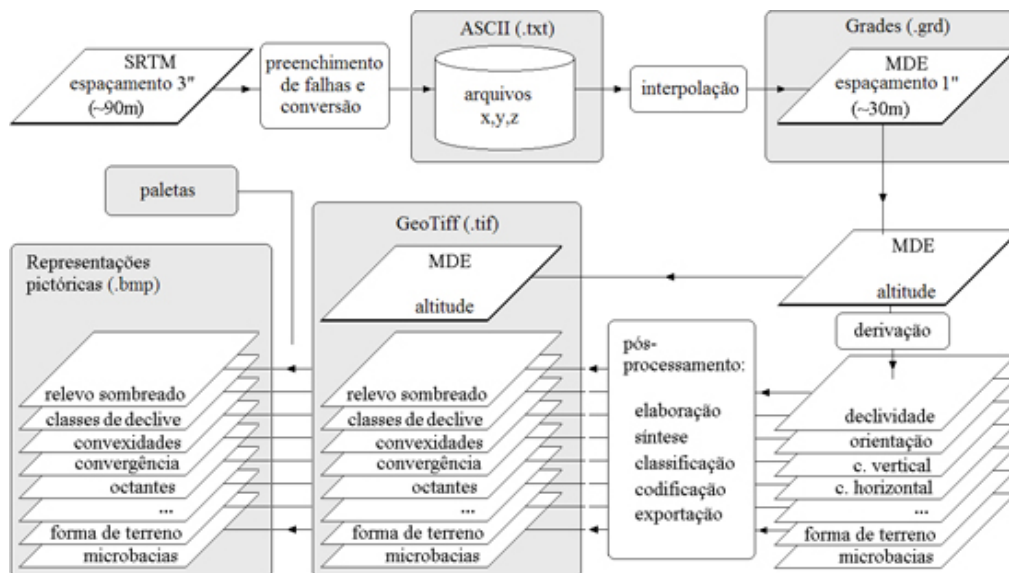 SRTM
espaçamento 3"
(~90m)
preenchimento
de falhas e
conversão
ASCII (.txt)
arquivos
x,y,z
interpolação
Grades (.grd)
MDE
espaçamento 1"
(~30m)
paletas
Representações
pictóricas (.bmp)
relevo sombreado
classes de declive
convexidades
convergência
octantes
...
forma de terreno
microbacias
GeoTiff (.tif)
MDE
altitude
relevo sombreado
classes de declive
convexidades
convergência
octantes
...
forma de terreno
microbacias
pós-
processamento:
elaboração
síntese
classificação
codificação
exportação
MDE
altitude
derivação
declividade
orientação
c. vertical
c. horizontal
...
forma de terreno
microbacias